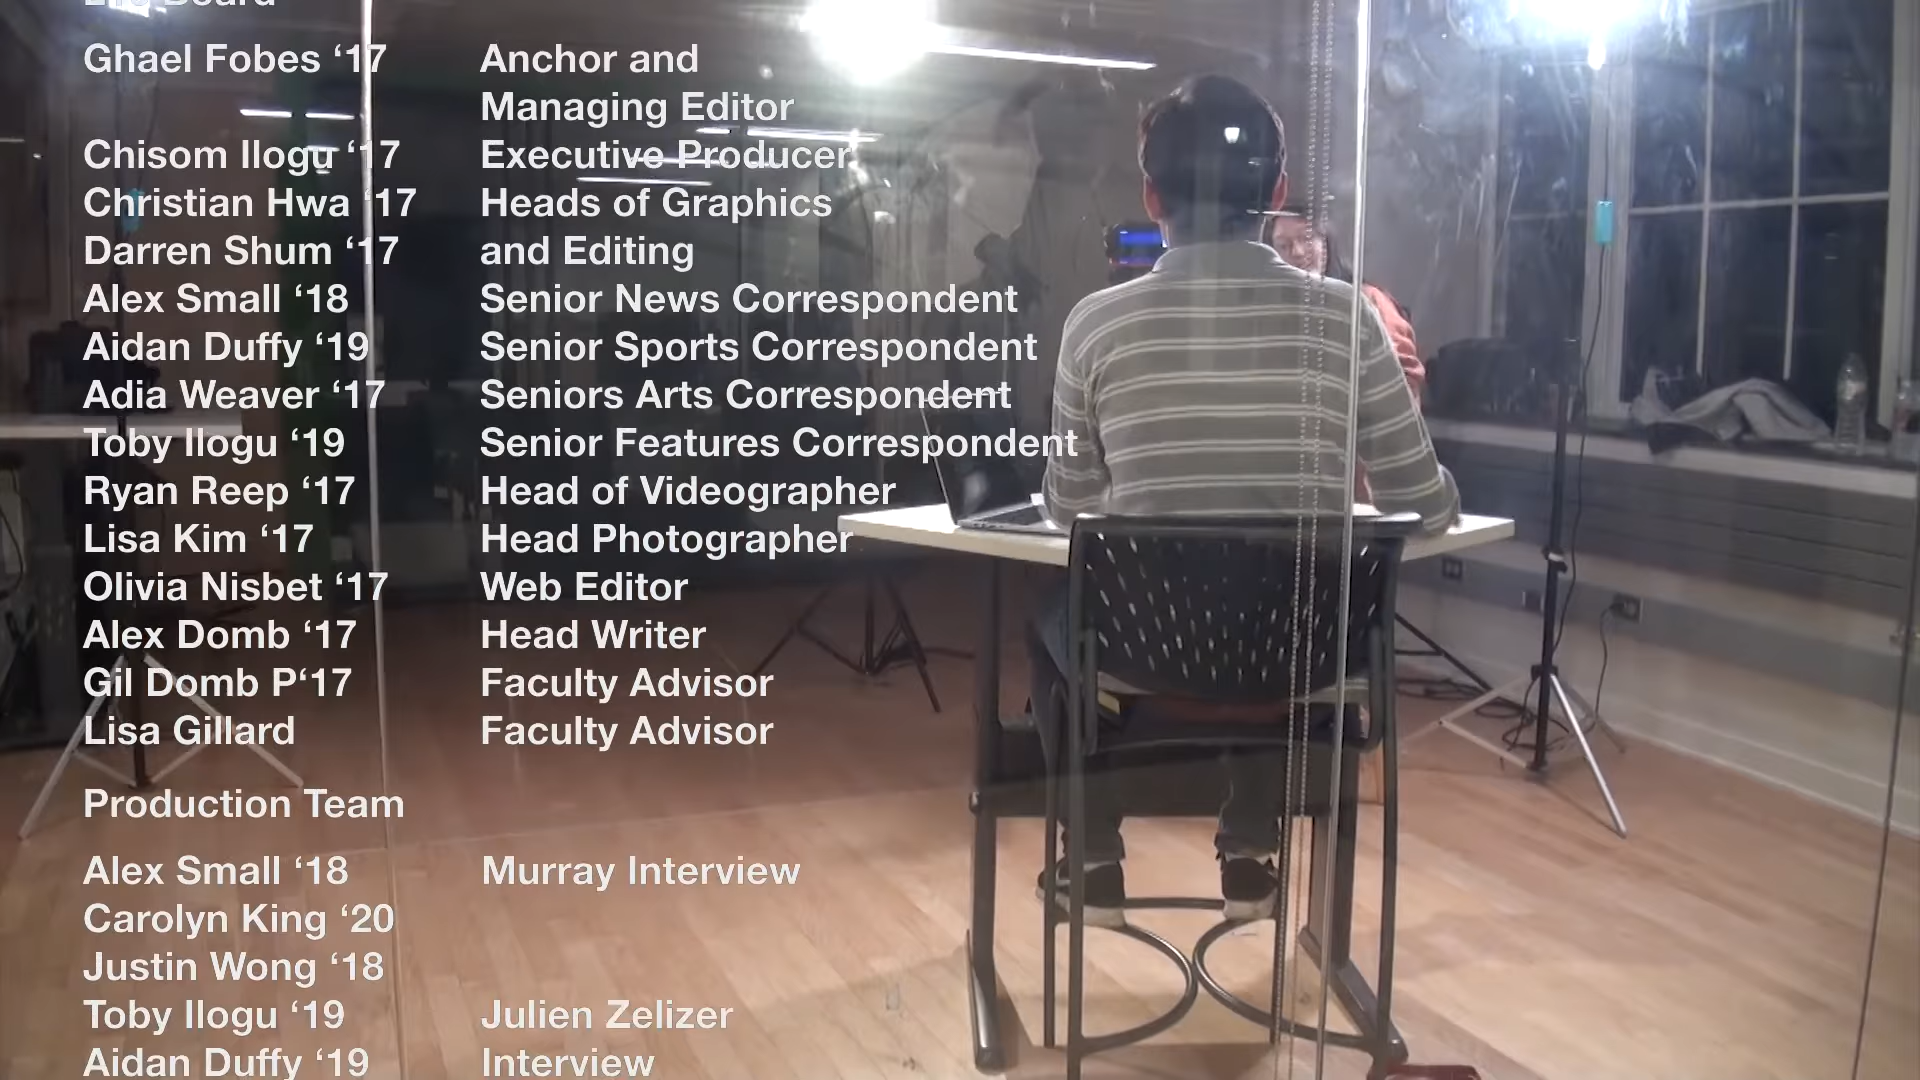 Board
Ghael Fobes ‘17 Anchor and
Managing Editor
Chisom Ilogu ‘17 Executive Producer
Christian Hwa ‘17 Heads of Graphics
Darren Shum ‘17 and Editing
Alex Small ‘18 Senior News Correspondent
Aidan Duffy ‘19 Senior Sports Correspondent
Adia Weaver ‘17 Seniors Arts Correspondent
Toby Ilogu ‘19 Senior Features Correspondent
Ryan Reep ‘17 Head of Videographer
Lisa Kim ‘17 Head Photographer
Olivia Nisbet ‘17 Web Editor
Alex Domb ‘17 Head Writer
Gil Domb P‘17 Faculty Advisor
Lisa Gillard Faculty Advisor
Production Team
Alex Small ‘18 Murray Interview
Carolyn King ‘20
Justin Wong ‘18
Toby Ilogu ‘19 Julien Zelizer
Aidan Duffy ‘19 Interview